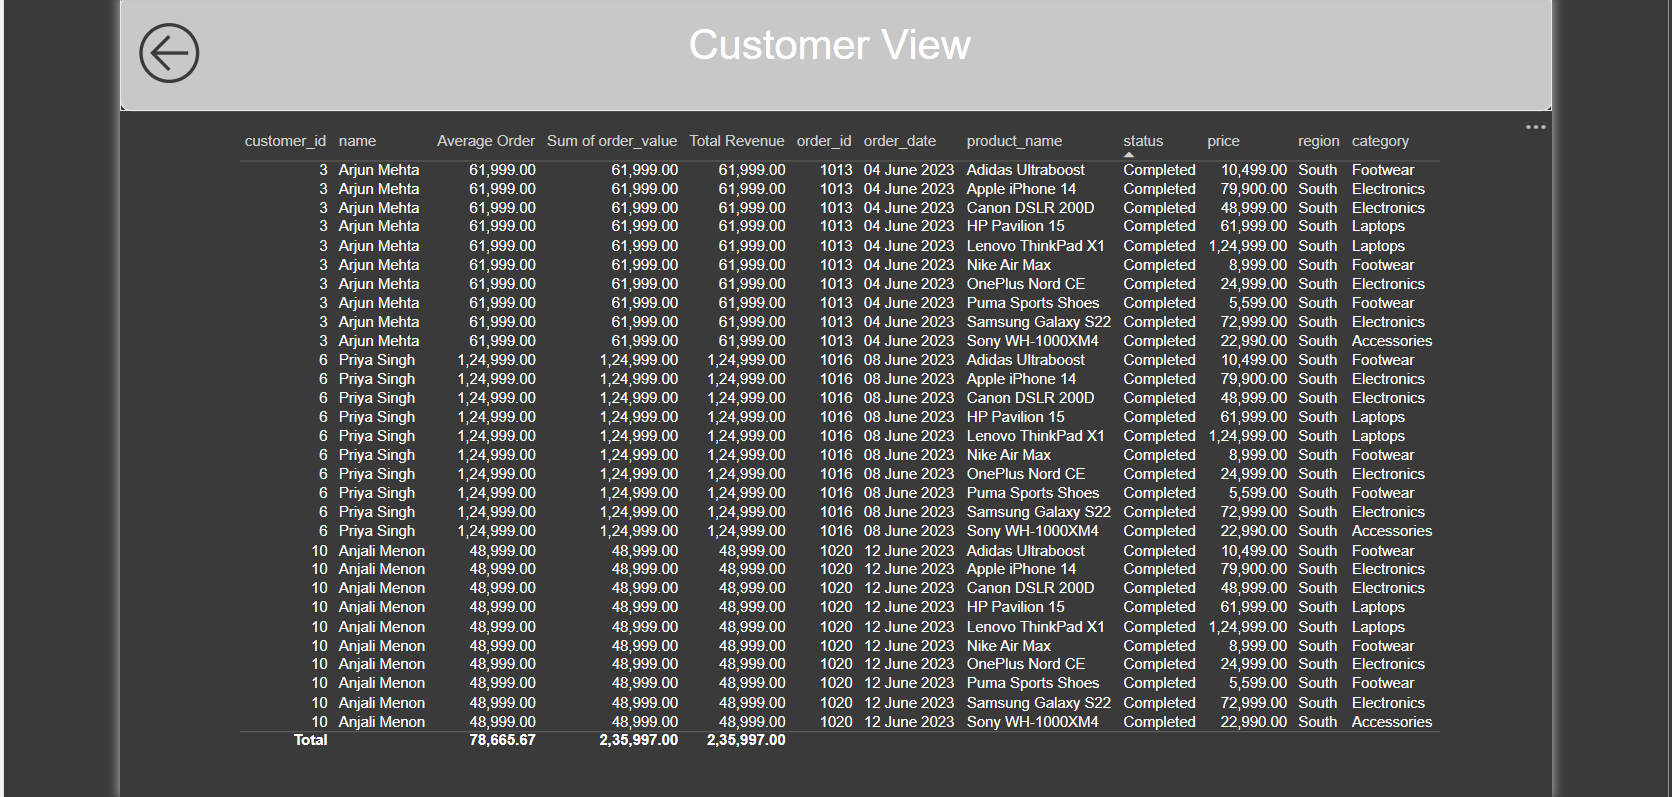 Customer View
customer_id name Average Order Sum of order_value Total Revenue order_id order_date product_name status price region category
3 Arjun Mehta 61,999.00 61,999.00 61,999.00 1013 04 June 2023 Adidas Ultraboost Completed 10,499.00 South Footwear
3 Arjun Mehta 61,999.00 61,999.00 61,999.00 1013 04 June 2023 Apple iPhone 14 Completed 79,900.00 South Electronics
3 Arjun Mehta 61,999.00 61,999.00 61,999.00 1013 04 June 2023 Canon DSLR 200D Completed 48,999.00 South Electronics
3 Arjun Mehta 61,999.00 61,999.00 61,999.00 1013 04 June 2023 HP Pavilion 15 Completed 61,999.00 South Laptops
3 Arjun Mehta 61,999.00 61,999.00 61,999.00 1013 04 June 2023 Lenovo ThinkPad X1 Completed 1,24,999.00 South Laptops
3 Arjun Mehta 61,999.00 61,999.00 61,999.00 1013 04 June 2023 Nike Air Max Completed 8,999.00 South Footwear
3 Arjun Mehta 61,999.00 61,999.00 61,999.00 1013 04 June 2023 OnePlus Nord CE Completed 24,999.00 South Electronics
3 Arjun Mehta 61,999.00 61,999.00 61,999.00 1013 04 June 2023 Puma Sports Shoes Completed 5,599.00 South Footwear
3 Arjun Mehta 61,999.00 61,999.00 61,999.00 1013 04 June 2023 Samsung Galaxy S22 Completed 72,999.00 South Electronics
3 Arjun Mehta 61,999.00 61,999.00 61,999.00 1013 04 June 2023 Sony WH-1000XM4 Completed 22,990.00 South Accessories
6 Priya Singh 1,24,999.00 1,24,999.00 1,24,999.00 1016 08 June 2023 Adidas Ultraboost Completed 10,499.00 South Footwear
6 Priya Singh 1,24,999.00 1,24,999.00 1,24,999.00 1016 08 June 2023 Apple iPhone 14 Completed 79,900.00 South Electronics
6 Priya Singh 1,24,999.00 1,24,999.00 1,24,999.00 1016 08 June 2023 Canon DSLR 200D Completed 48,999.00 South Electronics
6 Priya Singh 1,24,999.00 1,24,999.00 1,24,999.00 1016 08 June 2023 HP Pavilion 15 Completed 61,999.00 South Laptops
6 Priya Singh 1,24,999.00 1,24,999.00 1,24,999.00 1016 08 June 2023 Lenovo ThinkPad X1 Completed 1,24,999.00 South Laptops
6 Priya Singh 1,24,999.00 1,24,999.00 1,24,999.00 1016 08 June 2023 Nike Air Max Completed 8,999.00 South Footwear
6 Priya Singh 1,24,999.00 1,24,999.00 1,24,999.00 1016 08 June 2023 OnePlus Nord CE Completed 24,999.00 South Electronics
6 Priya Singh 1,24,999.00 1,24,999.00 1,24,999.00 1016 08 June 2023 Puma Sports Shoes Completed 5,599.00 South Footwear
6 Priya Singh 1,24,999.00 1,24,999.00 1,24,999.00 1016 08 June 2023 Samsung Galaxy S22 Completed 72,999.00 South Electronics
6 Priya Singh 1,24,999.00 1,24,999.00 1,24,999.00 1016 08 June 2023 Sony WH-1000XM4 Completed 22,990.00 South Accessories
10 Anjali Menon 48,999.00 48,999.00 48,999.00 1020 12 June 2023 Adidas Ultraboost Completed 10,499.00 South Footwear
10 Anjali Menon 48,999.00 48,999.00 48,999.00 1020 12 June 2023 Apple iPhone 14 Completed 79,900.00 South Electronics
10 Anjali Menon 48,999.00 48,999.00 48,999.00 1020 12 June 2023 Canon DSLR 200D Completed 48,999.00 South Electronics
10 Anjali Menon 48,999.00 48,999.00 48,999.00 1020 12 June 2023 HP Pavilion 15 Completed 61,999.00 South Laptops
10 Anjali Menon 48,999.00 48,999.00 48,999.00 1020 12 June 2023 Lenovo ThinkPad X1 Completed 1,24,999.00 South Laptops
10 Anjali Menon 48,999.00 48,999.00 48,999.00 1020 12 June 2023 Nike Air Max Completed 8,999.00 South Footwear
10 Anjali Menon 48,999.00 48,999.00 48,999.00 1020 12 June 2023 OnePlus Nord CE Completed 24,999.00 South Electronics
10 Anjali Menon 48,999.00 48,999.00 48,999.00 1020 12 June 2023 Puma Sports Shoes Completed 5,599.00 South Footwear
10 Anjali Menon 48,999.00 48,999.00 48,999.00 1020 12 June 2023 Samsung Galaxy S22 Completed 72,999.00 South Electronics
10 Anjali Menon 48,999.00 48,999.00 48,999.00 1020 12 June 2023 Sony WH-1000XM4 Completed 22,990.00 South Accessories
Total 78,665.67 2,35,997.00 2,35,997.00